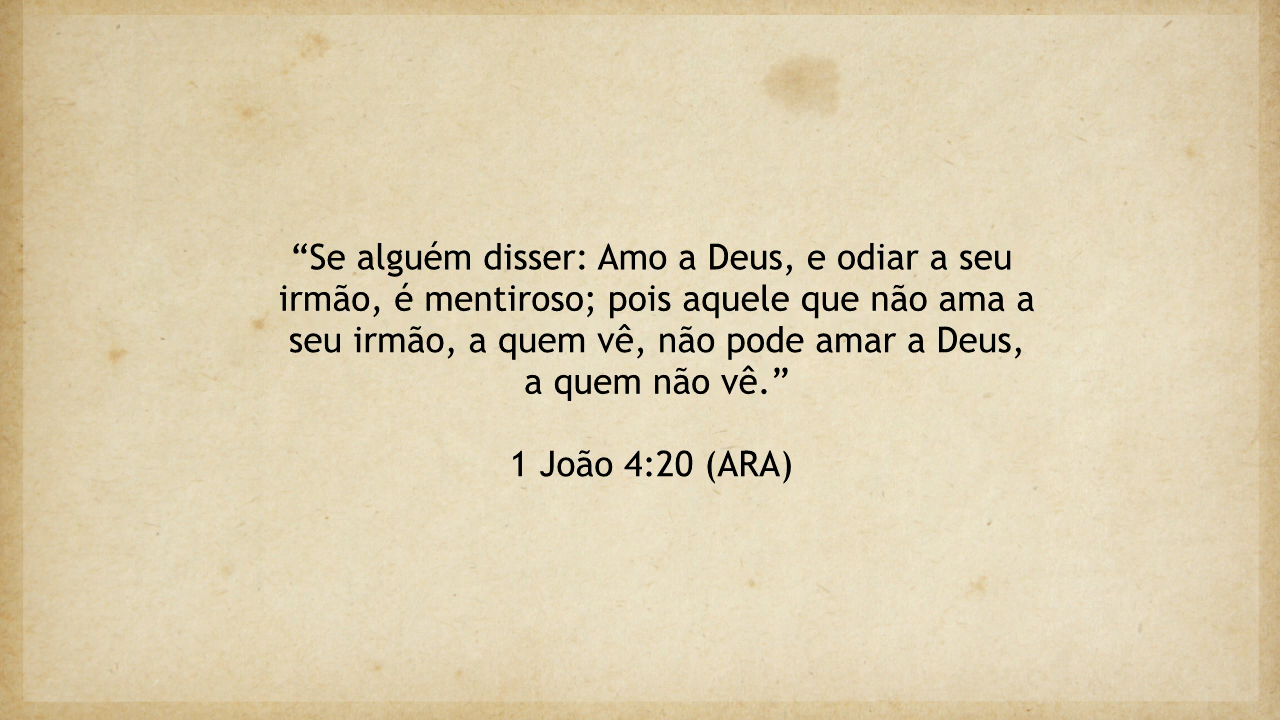 “Se alguém disser: Amo a Deus, e odiar a seu
irmão, é mentiroso; pois aquele que não ama a
seu irmão, a quem vê, não pode amar a Deus,
a quem não vê.”
1 João 4:20 (ARA)